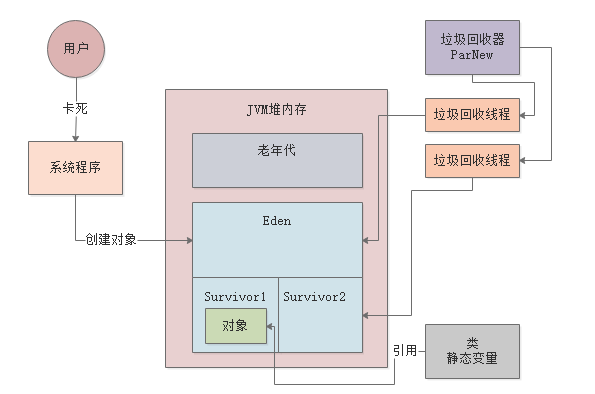 用户
卡死
系统程序
创建对象
JVM堆内存
老年代
Eden
Survivor1
Survivor2
对象
垃圾回收器
ParNew
垃圾回收线程
垃圾回收线程
引用
类
静态变量